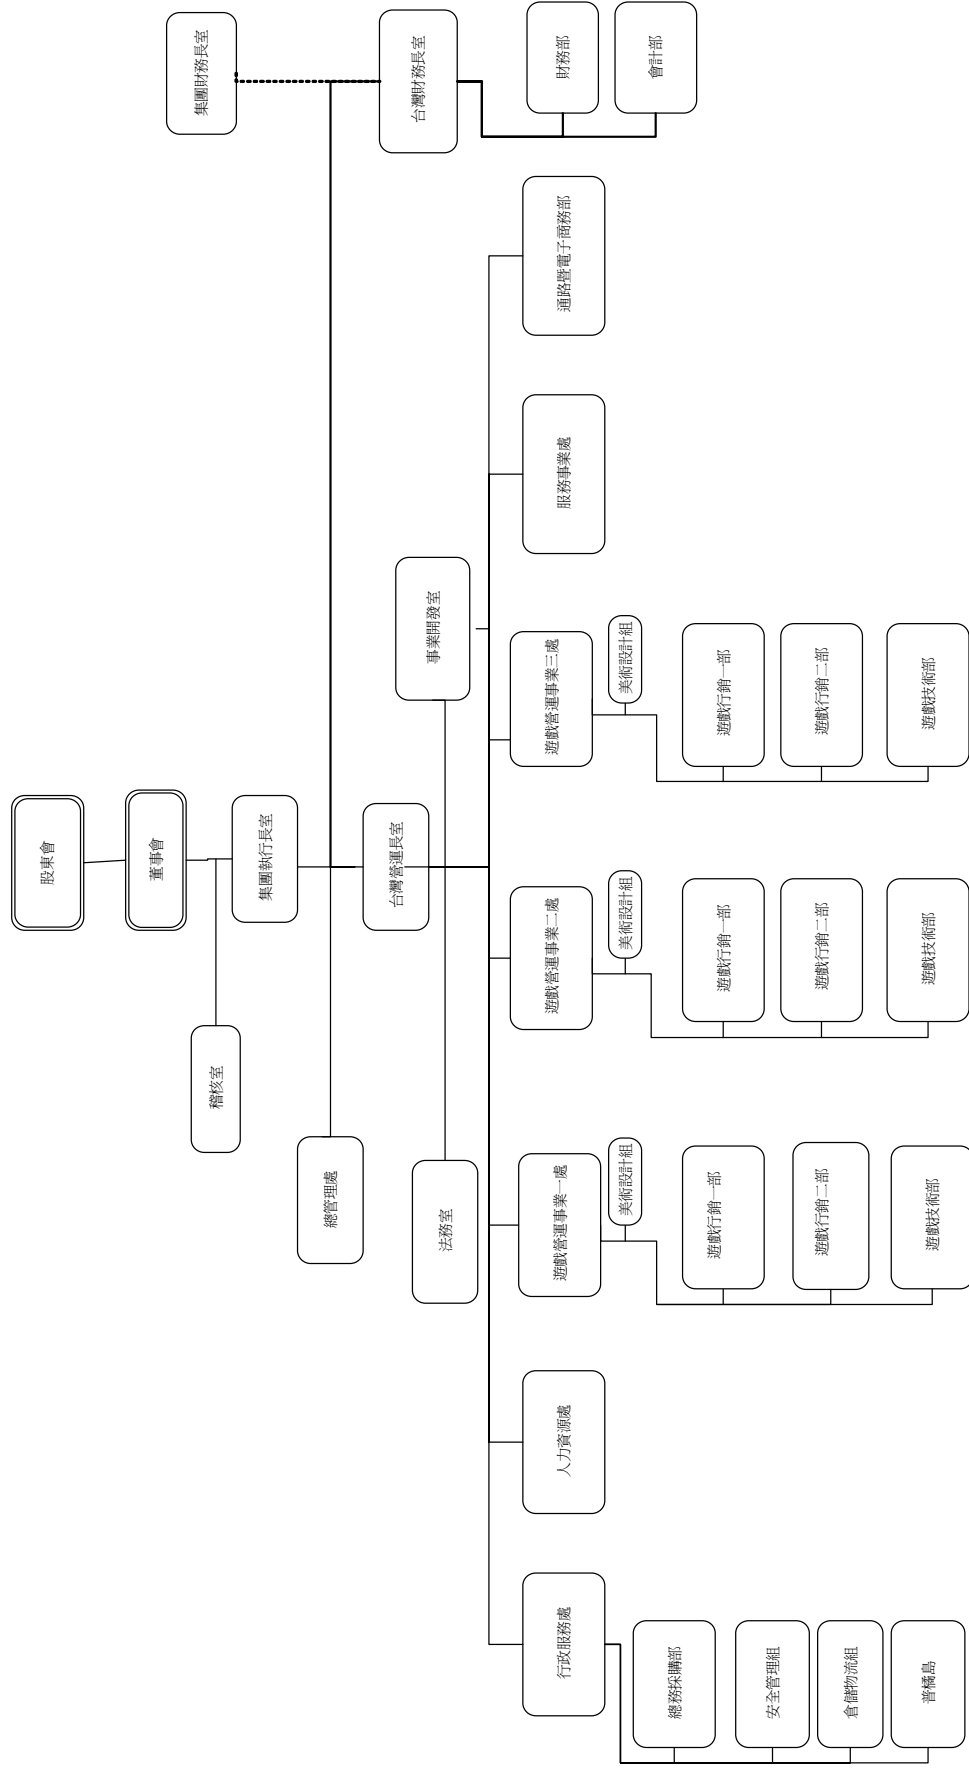 股東會
董事會
稽核室
集團執行長室
集團財務長室
總管理處
台灣營運長室
台灣財務長室
法務室
事業開發室
財務部
會計部
行政服務處
人力資源處
遊戲營運事業一處
遊戲營運事業二處
遊戲營運事業三處
服務事業處
通路暨電子商務部
總務採購部
安全管理組
倉儲物流組
普橘島
美術設計組
遊戲行銷一部
遊戲行銷二部
遊戲技術部
美術設計組
遊戲行銷一部
遊戲行銷二部
遊戲技術部
美術設計組
遊戲行銷一部
遊戲行銷二部
遊戲技術部